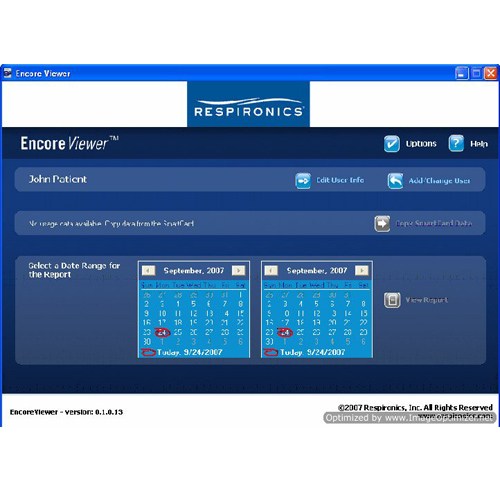 Encore Viewer
RESPIRONICS
EncoreViewer™
Options
Help
John Patient
Edit User Info
Add/Change User
No usage data available. Copy data from the SmartCard.
Copy SmartCard Data
Select a Date Range for
the Report
September, 2007
Sun Mon Tue Wed Thu Fri Sat
26 27 28 29 30 31 1
2 3 4 5 6 7 8
9 10 11 12 13 14 15
16 17 18 19 20 21 22
23 24 25 26 27 28 29
30 1 2 3 4 5 6
Today: 9/24/2007
September, 2007
Sun Mon Tue Wed Thu Fri Sat
26 27 28 29 30 31 1
2 3 4 5 6 7 8
9 10 11 12 13 14 15
16 17 18 19 20 21 22
23 24 25 26 27 28 29
30 1 2 3 4 5 6
Today: 9/24/2007
View Report
EncoreViewer - version: 0.1.0.13
©2007 Respironics, Inc. All Rights Reserved
www.respironics.com
Optimized by www.ImageOptimizer.net